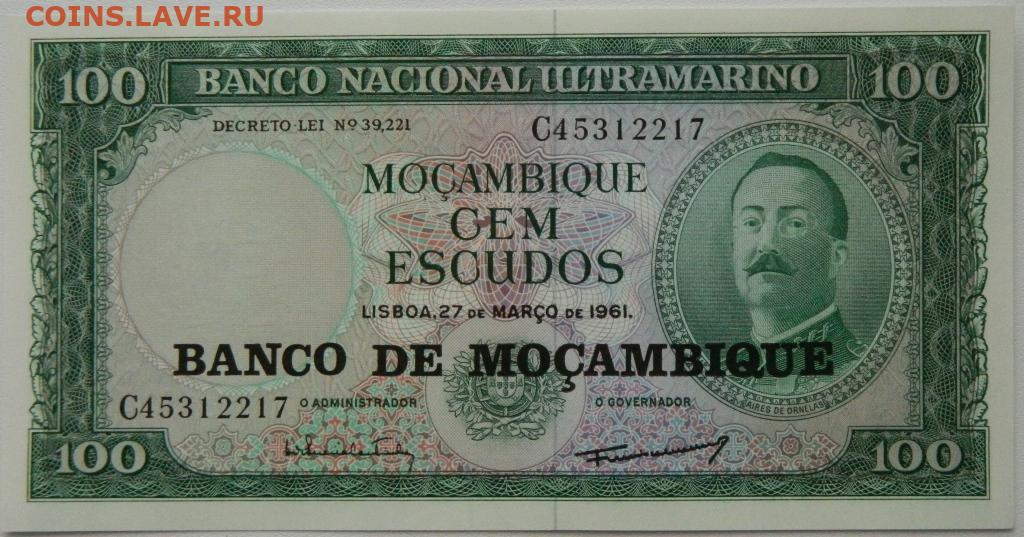 COINS.LAVE.RU
100 BANCO NACIONAL ULTRAMARINO 100
DECRETO-LEI Nº 39,221 C45312217
MOÇAMBIQUE
CEM
ESCUDOS
LISBOA, 27 DE MARÇO DE 1961.
BANCO DE MOÇAMBIQUE
C45312217 O ADMINISTRADOR O GOVERNADOR
AIRES DE ORNELAS
100 100